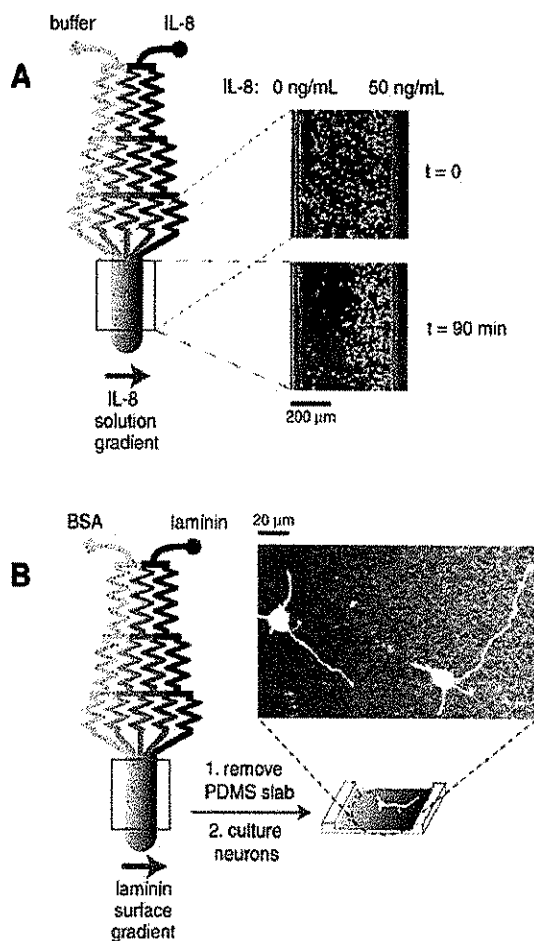 buffer IL-8
A
IL-8: 0 ng/mL 50 ng/mL
t = 0
t = 90 min
200 µm
IL-8
solution
gradient
BSA laminin
20 µm
B
1. remove
PDMS slab
2. culture
neurons
laminin
surface
gradient